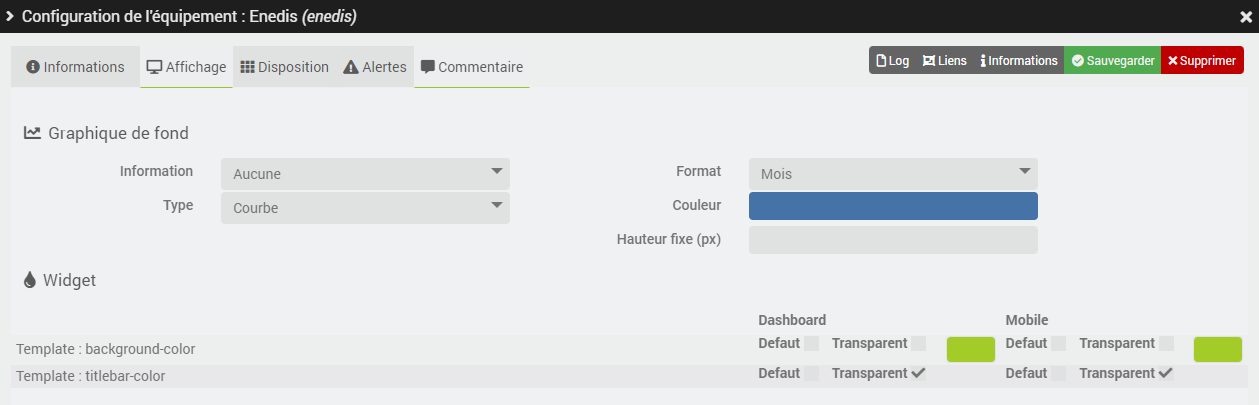 Configuration de l'équipement : Enedis (enedis)
Informations Affichage Disposition Alertes Commentaire Log Liens Informations Sauvegarder Supprimer
Graphique de fond
Information Aucune Format Mois
Type Courbe Couleur
Hauteur fixe (px)
Widget
Dashboard Mobile
Template : background-color Defaut Transparent Defaut Transparent
Template : titlebar-color Defaut Transparent Defaut Transparent